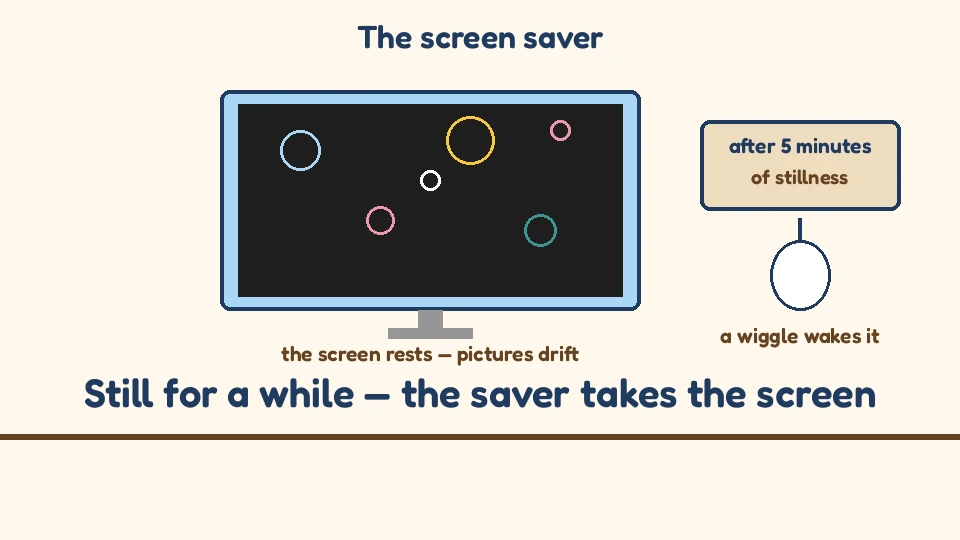 The screen saver
after 5 minutes
of stillness
a wiggle wakes it
the screen rests — pictures drift
Still for a while — the saver takes the screen